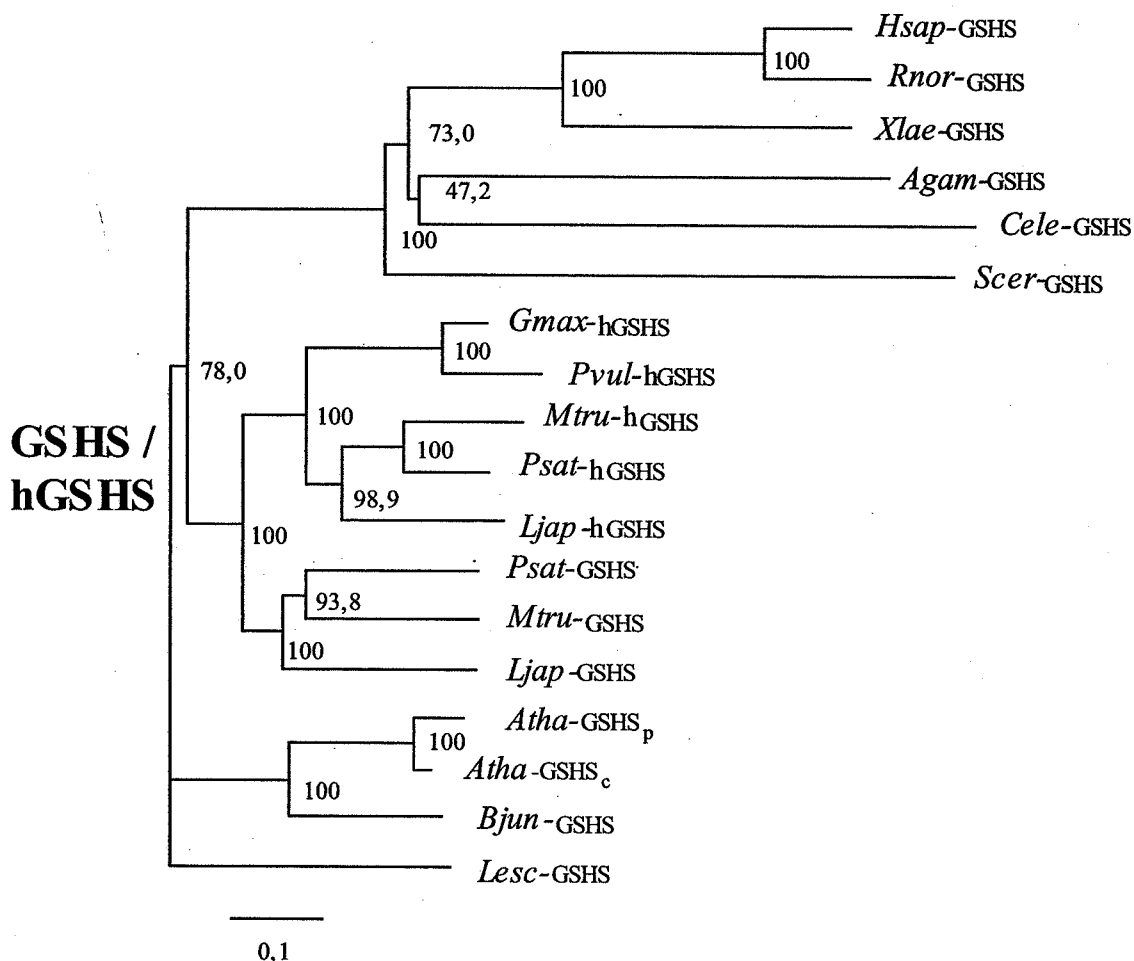 Hsap-GSHS
100
Rnor-GSHS
100
Xlae-GSHS
73,0
Agam-GSHS
47,2
Cele-GSHS
100
Scer-GSHS
Gmax-hGSHS
100
Pvul-hGSHS
78,0
Mtru-hGSHS
100
GSHS /
hGSHS
100
Psat-hGSHS
98,9
Ljap-hGSHS
100
Psat-GSHS
93,8
Mtru-GSHS
100
Ljap-GSHS
Atha-GSHSp
100
Atha-GSHSc
100
Bjun-GSHS
Lesc-GSHS
0,1